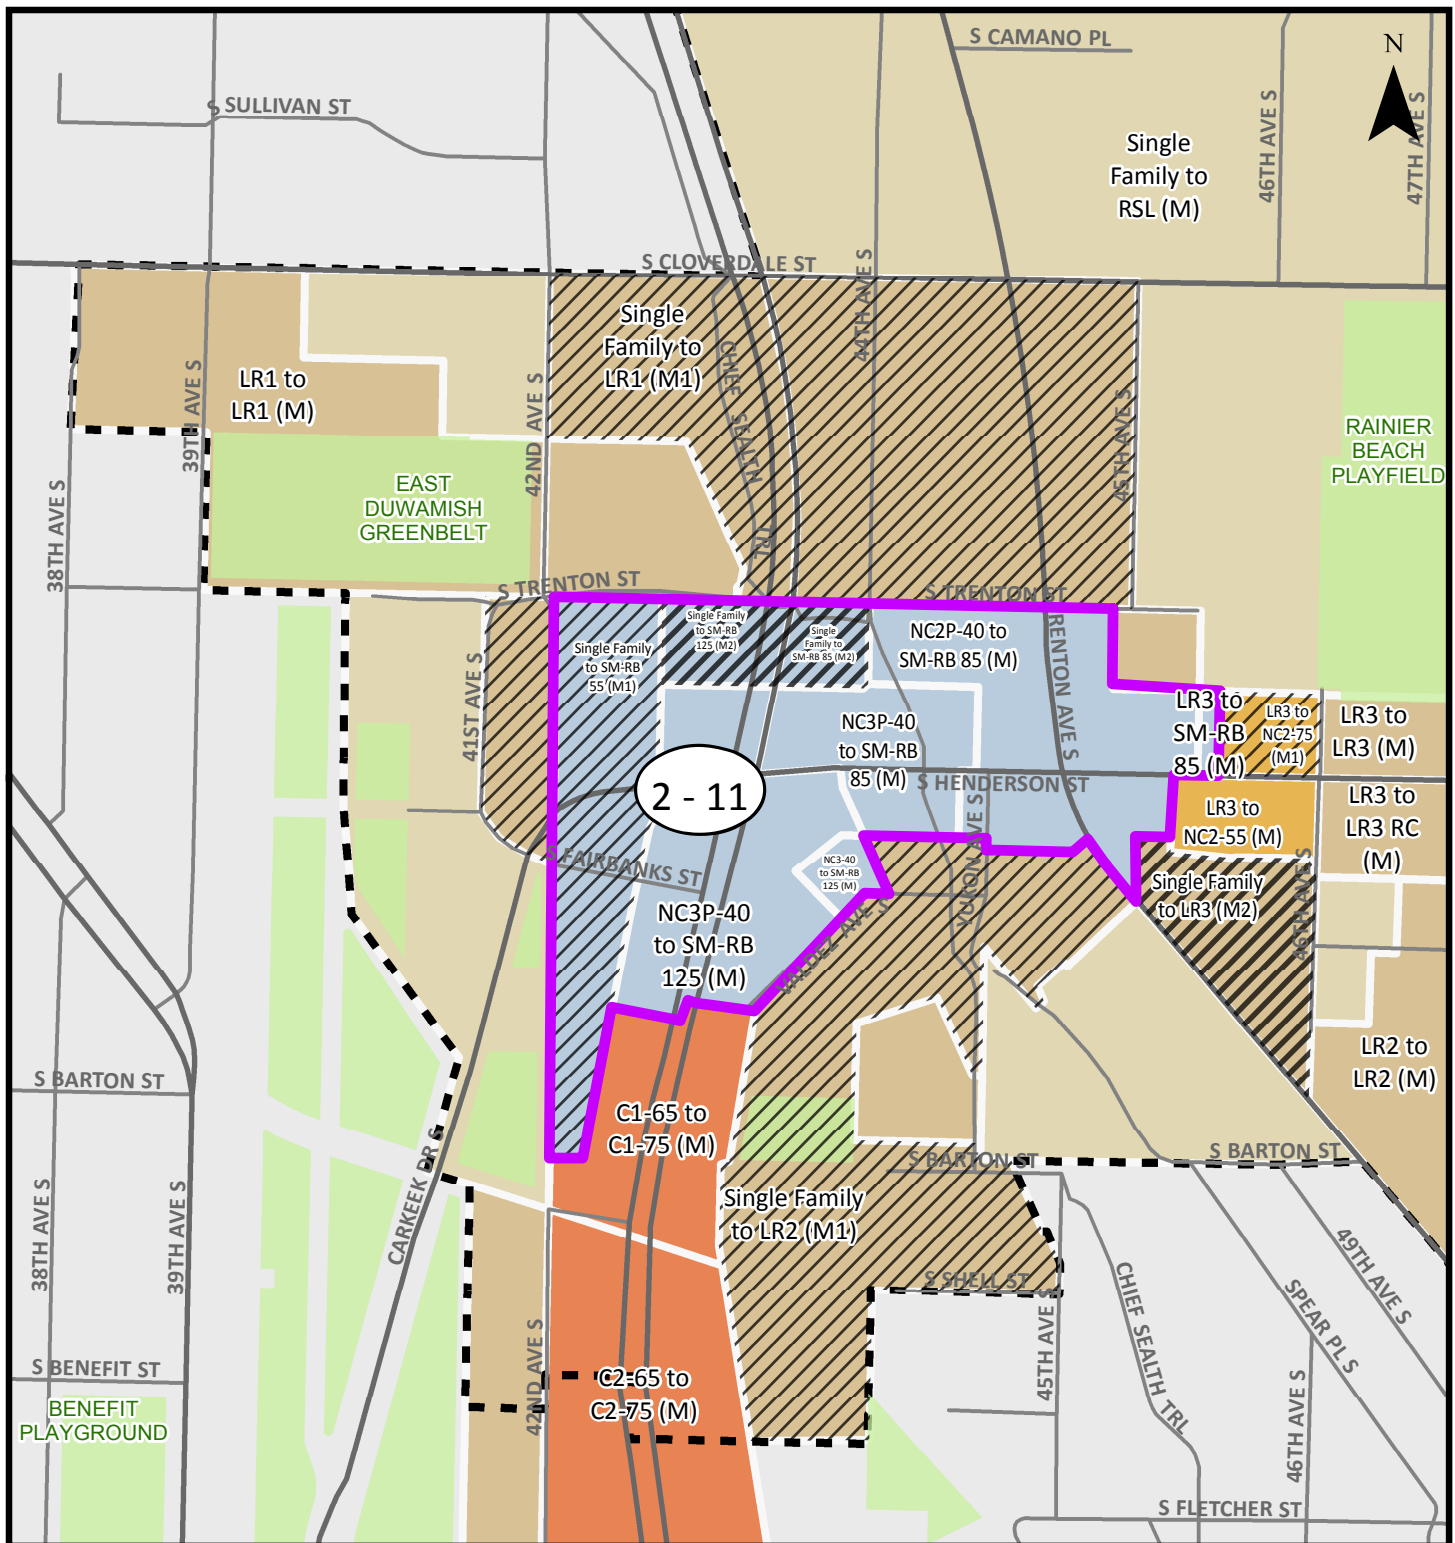 S CAMANO PL
N
S SULLIVAN ST
46TH AVE S
47TH AVE S
Single
Family to
RSL (M)
S CLOVERDALE ST
44TH AVE S
Single
Family to
LR1 (M1)
CHIEF SEALTH TRL
LR1 to
LR1 (M)
39TH AVE S
42ND AVE S
45TH AVE S
RAINIER
BEACH
PLAYFIELD
EAST
DUWAMISH
GREENBELT
38TH AVE S
S TRENTON ST
S TRENTON ST
Single Family
to SM-RB
125 (M2)
Single
Family to
SM-RB 85 (M2)
NC2P-40 to
SM-RB 85 (M)
RENTON AVE S
Single Family
to SM-RB
55 (M1)
41ST AVE S
LR3 to
SM-RB
85 (M)
LR3 to
NC2-75
(M1)
LR3 to
LR3 (M)
NC3P-40
to SM-RB
85 (M)
2 - 11
S HENDERSON ST
LR3 to
NC2-55 (M)
LR3 to
LR3 RC
(M)
S FAIRBANKS ST
NC3-40
to SM-RB
125 (M)
YUKON AVE S
Single Family
to LR3 (M2)
46TH AVE S
NC3P-40
to SM-RB
125 (M)
VALDEZ AVE S
LR2 to
LR2 (M)
S BARTON ST
C1-65 to
C1-75 (M)
S BARTON ST
S BARTON ST
CARKEEK DR S
38TH AVE S
39TH AVE S
Single Family
to LR2 (M1)
S SHELL ST
49TH AVE S
SPEAR PL S
CHIEF SEALTH TRL
45TH AVE S
42ND AVE S
S BENEFIT ST
C2-65 to
C2-75 (M)
BENEFIT
PLAYGROUND
46TH AVE S
S FLETCHER ST